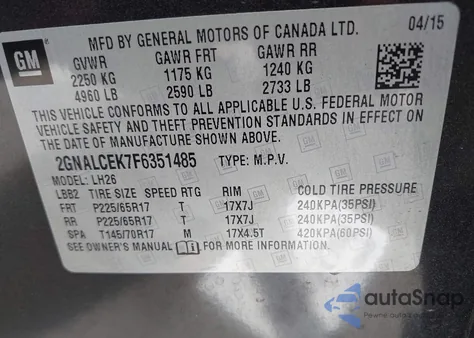 GM
MFD BY GENERAL MOTORS OF CANADA LTD. 04/15
GVWR GAWR FRT GAWR RR
2250 KG 1175 KG 1240 KG
4960 LB 2590 LB 2733 LB
THIS VEHICLE CONFORMS TO ALL APPLICABLE U.S. FEDERAL MOTOR
VEHICLE SAFETY AND THEFT PREVENTION STANDARDS IN EFFECT ON
THE DATE OF MANUFACTURE SHOWN ABOVE.
2GNALCEK7F6351485 TYPE: M.P.V.
MODEL: LH26
LBB2 TIRE SIZE SPEED RTG RIM COLD TIRE PRESSURE
FRT P225/65R17 T 17X7J 240KPA(35PSI)
RR P225/65R17 T 17X7J 240KPA(35PSI)
SPA T145/70R17 M 17X4.5T 420KPA(60PSI)
SEE OWNER'S MANUAL FOR MORE INFORMATION.
autoSnap